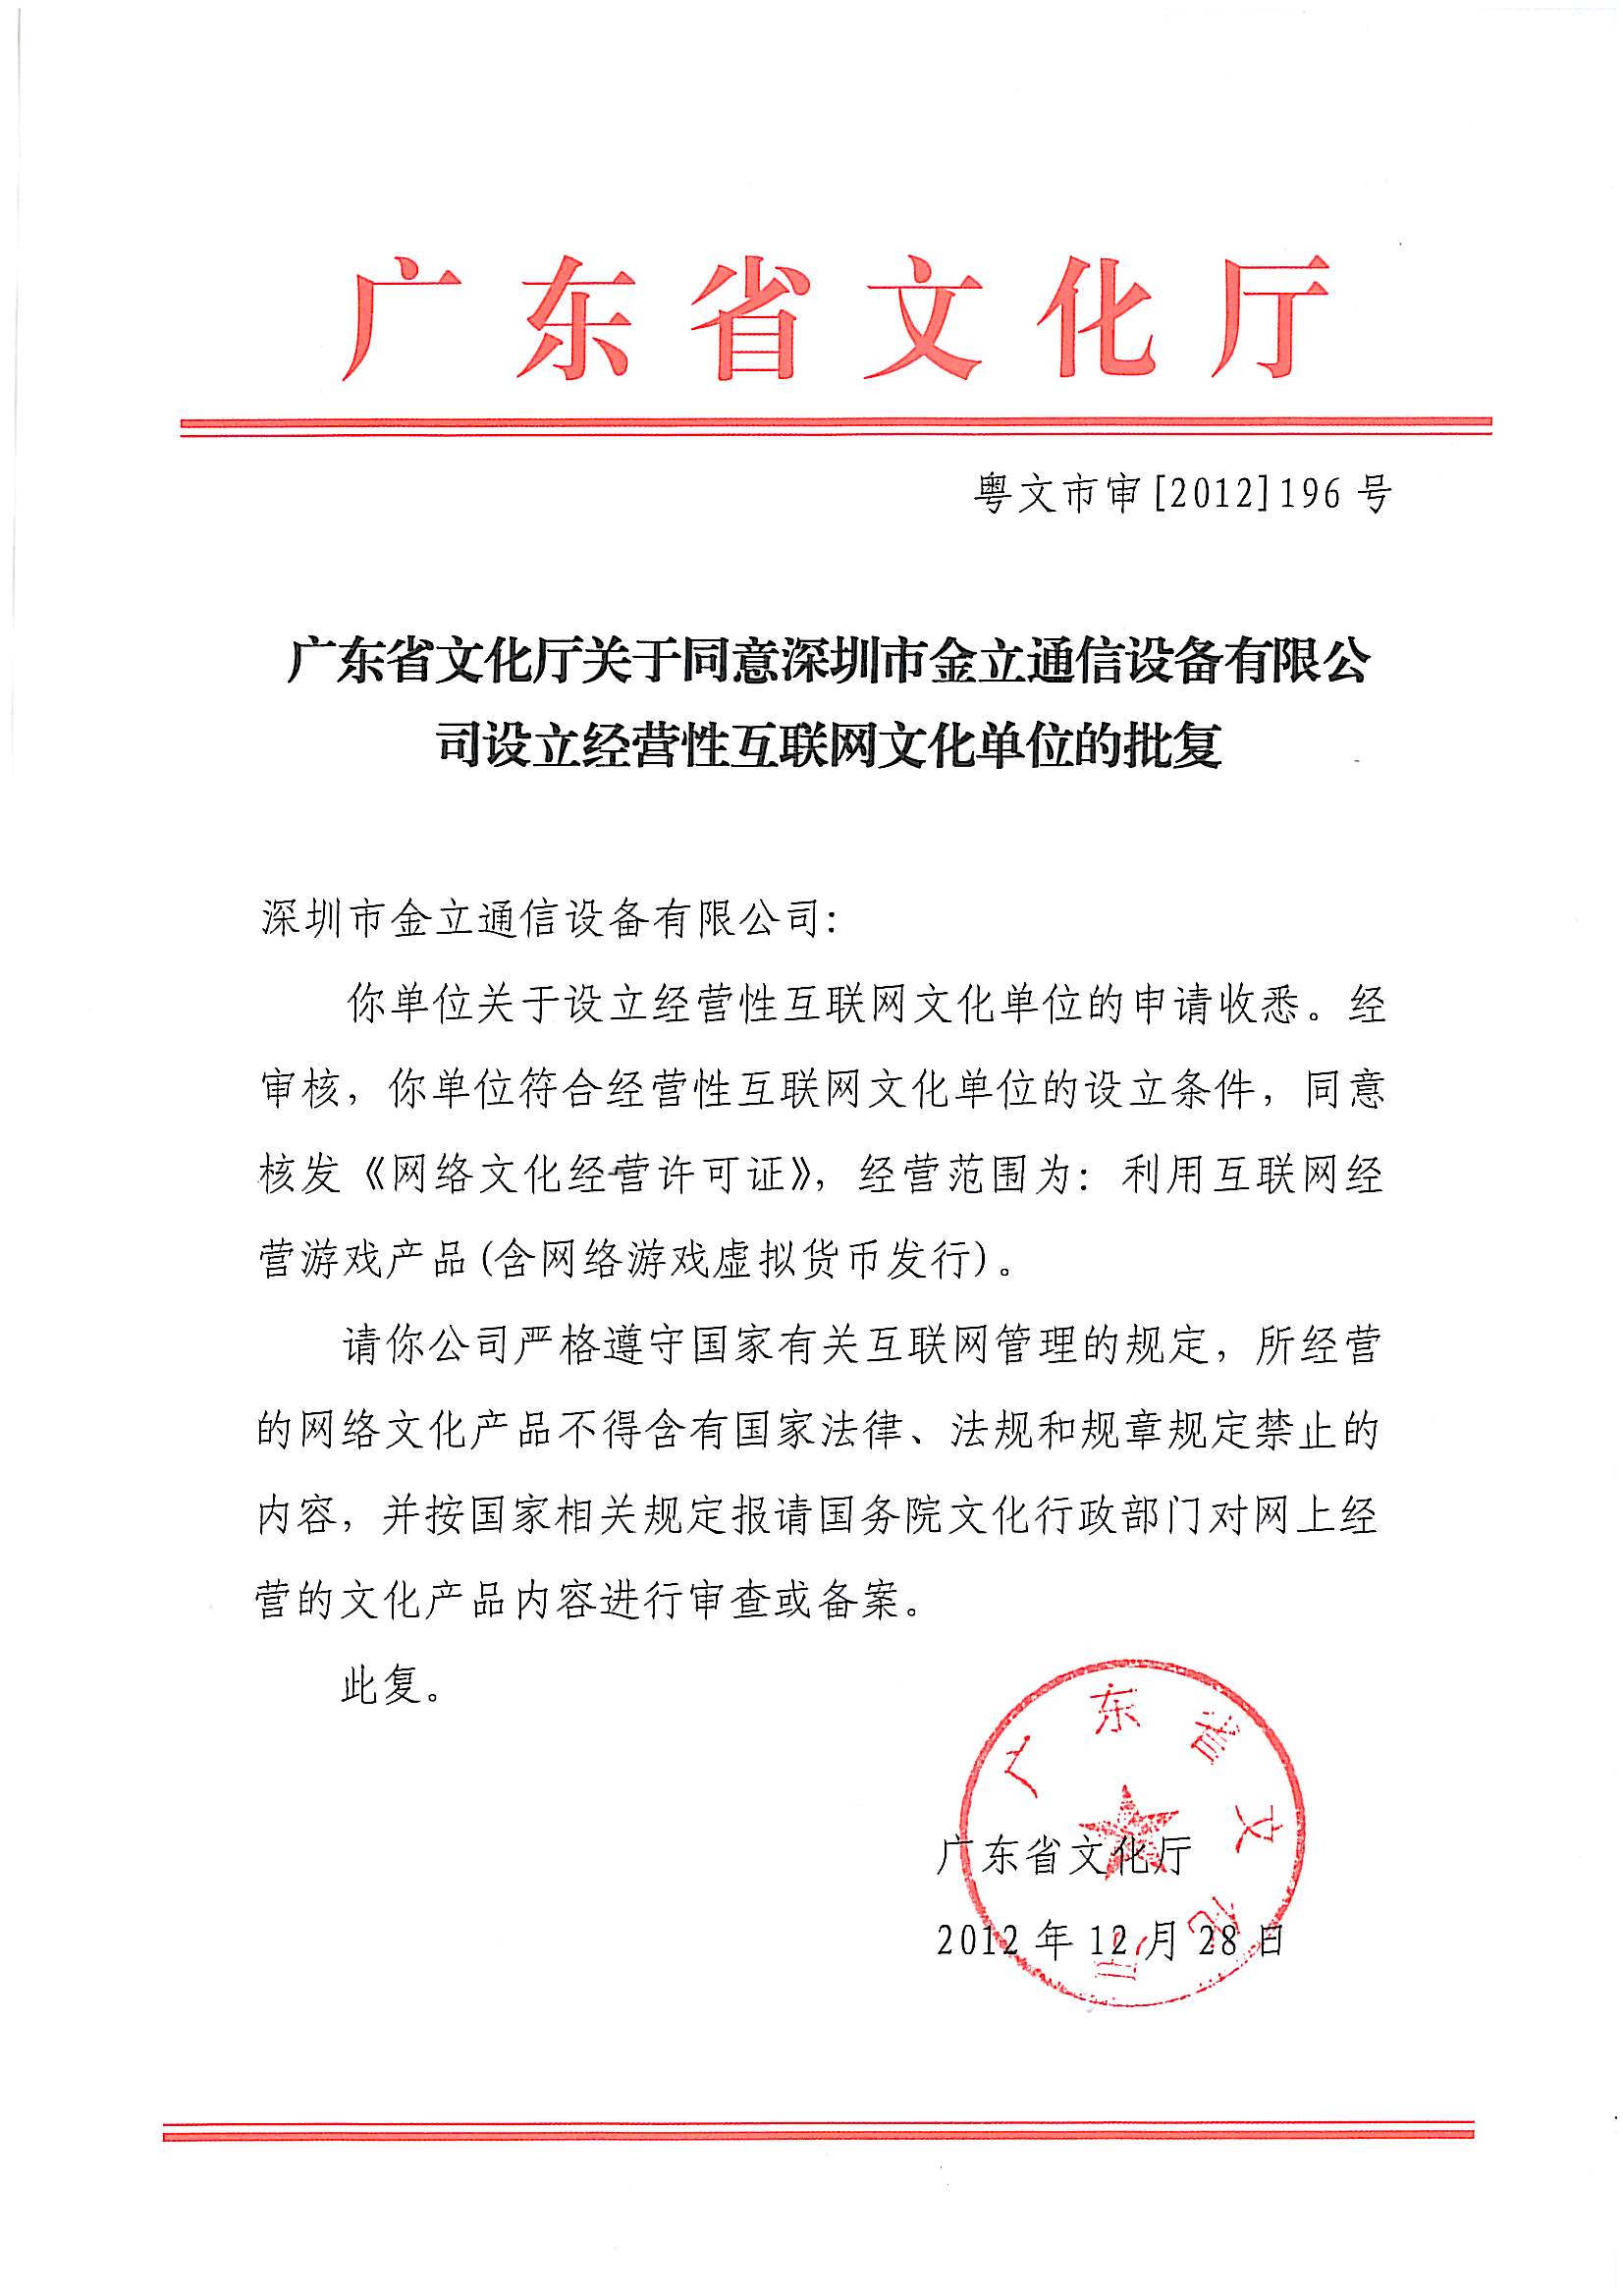 广东省文化厅
粤文市审[2012]196 号
广东省文化厅关于同意深圳市金立通信设备有限公
司设立经营性互联网文化单位的批复
深圳市金立通信设备有限公司:
你单位关于设立经营性互联网文化单位的申请收悉。经
审核，你单位符合经营性互联网文化单位的设立条件，同意
核发《网络文化经营许可证》，经营范围为：利用互联网经
营游戏产品(含网络游戏虚拟货币发行)。
请你公司严格遵守国家有关互联网管理的规定，所经营
的网络文化产品不得含有国家法律、法规和规章规定禁止的
内容，并按国家相关规定报请国务院文化行政部门对网上经
营的文化产品内容进行审查或备案。
此复。
广东省文化厅
广东省文化厅
2012 年 12 月 28 日